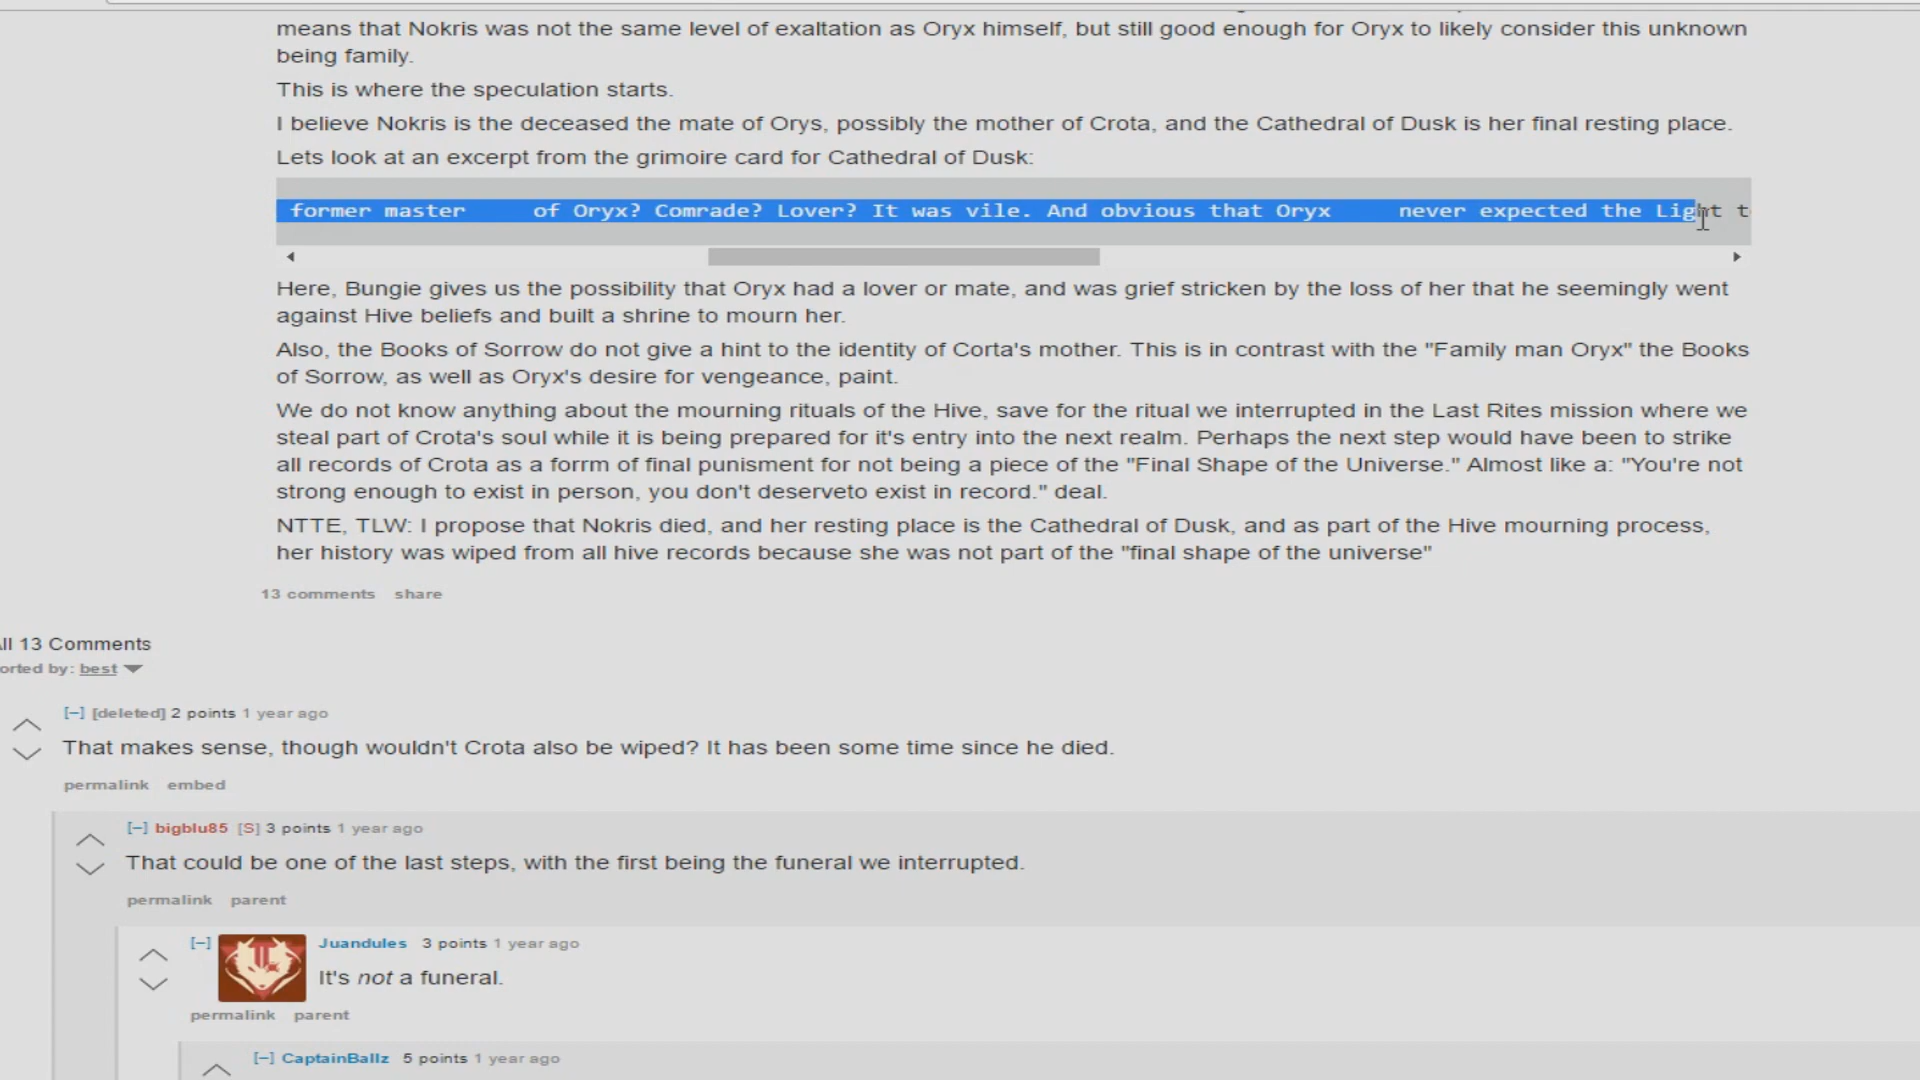 means that Nokris was not the same level of exaltation as Oryx himself, but still good enough for Oryx to likely consider this unknown
being family.
This is where the speculation starts.
I believe Nokris is the deceased the mate of Orys, possibly the mother of Crota, and the Cathedral of Dusk is her final resting place.
Lets look at an excerpt from the grimoire card for Cathedral of Dusk:
former master of Oryx? Comrade? Lover? It was vile. And obvious that Oryx never expected the Light t
Here, Bungie gives us the possibility that Oryx had a lover or mate, and was grief stricken by the loss of her that he seemingly went
against Hive beliefs and built a shrine to mourn her.
Also, the Books of Sorrow do not give a hint to the identity of Corta's mother. This is in contrast with the "Family man Oryx" the Books
of Sorrow, as well as Oryx's desire for vengeance, paint.
We do not know anything about the mourning rituals of the Hive, save for the ritual we interrupted in the Last Rites mission where we
steal part of Crota's soul while it is being prepared for it's entry into the next realm. Perhaps the next step would have been to strike
all records of Crota as a forrm of final punisment for not being a piece of the "Final Shape of the Universe." Almost like a: "You're not
strong enough to exist in person, you don't deserveto exist in record." deal.
NTTE, TLW: I propose that Nokris died, and her resting place is the Cathedral of Dusk, and as part of the Hive mourning process,
her history was wiped from all hive records because she was not part of the "final shape of the universe"
13 comments share
ll 13 Comments
orted by: best
[–] [deleted] 2 points 1 year ago
That makes sense, though wouldn't Crota also be wiped? It has been some time since he died.
permalink embed
[–] bigblu85 [S] 3 points 1 year ago
That could be one of the last steps, with the first being the funeral we interrupted.
permalink parent
[–] Juandules 3 points 1 year ago
It's not a funeral.
permalink parent
[–] CaptainBallz 5 points 1 year ago